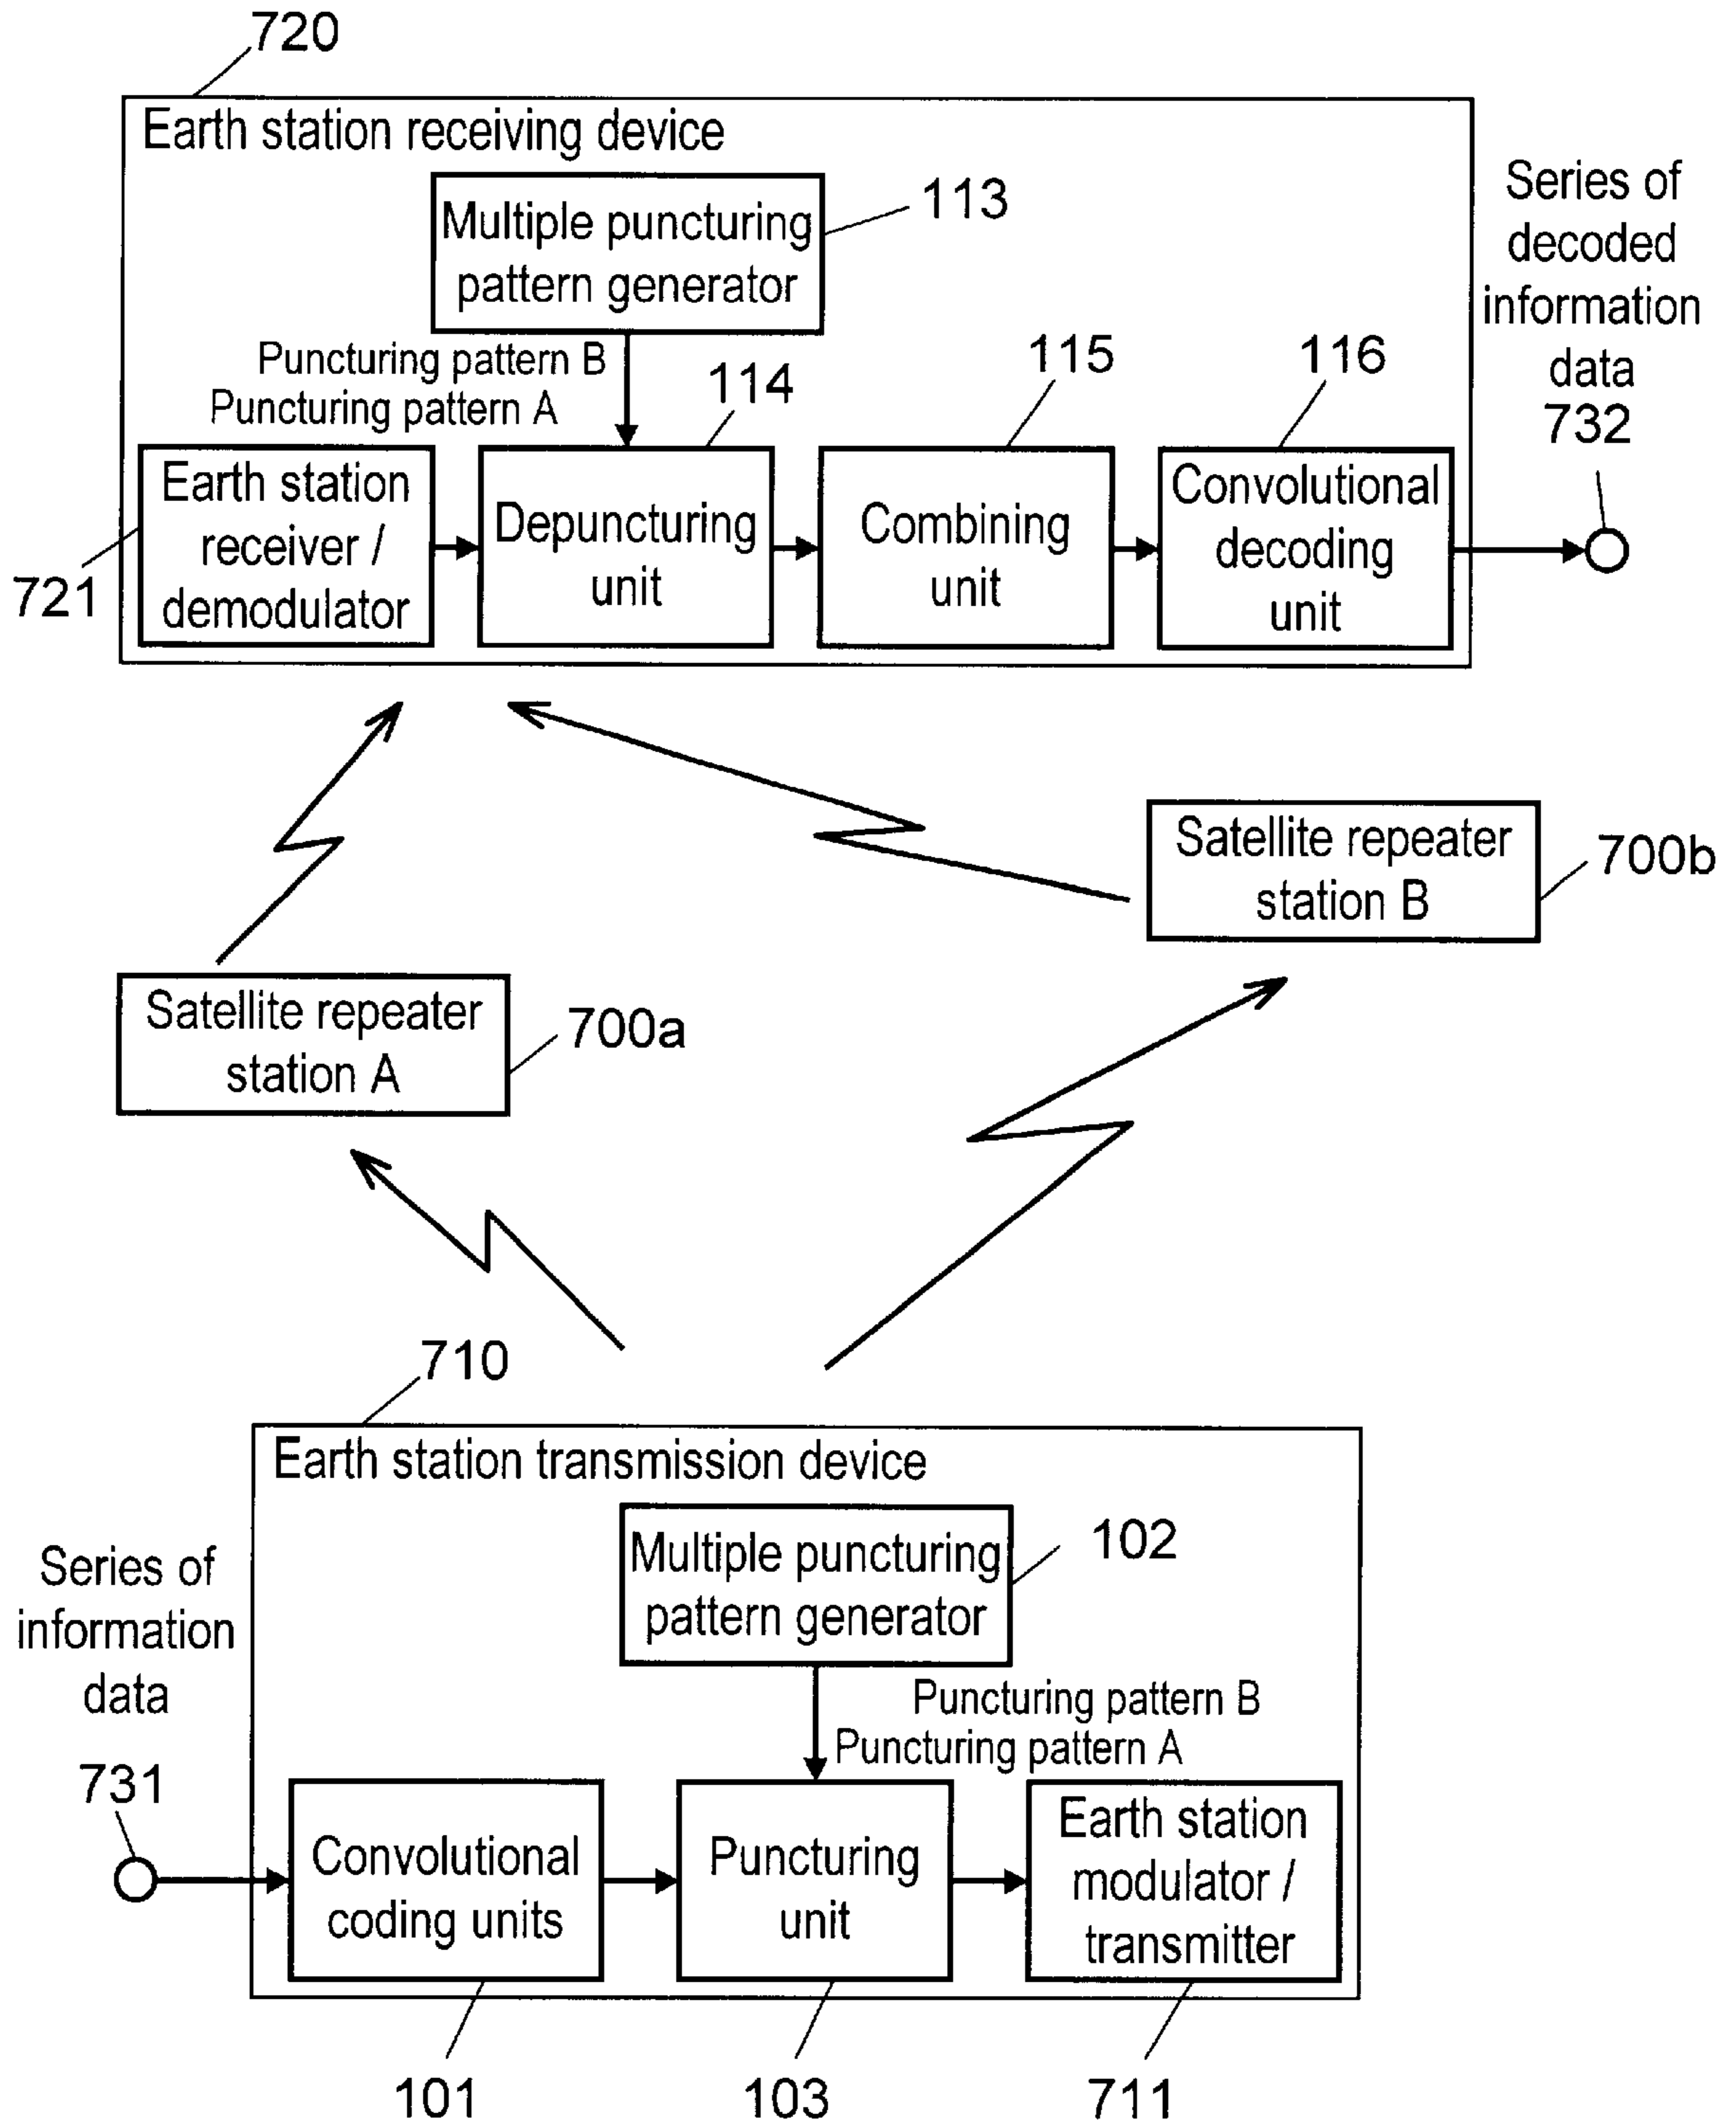 720
Earth station receiving device
Multiple puncturing
pattern generator
113
Puncturing pattern B
Puncturing pattern A
114
115
116
Series of
decoded
information
data
732
Earth station
receiver /
demodulator
721
Depuncturing
unit
Combining
unit
Convolutional
decoding
unit
Satellite repeater
station B
700b
Satellite repeater
station A
700a
710
Earth station transmission device
Multiple puncturing
pattern generator
102
Series of
information
data
731
Puncturing pattern B
Puncturing pattern A
Convolutional
coding units
Puncturing
unit
Earth station
modulator /
transmitter
101
103
711